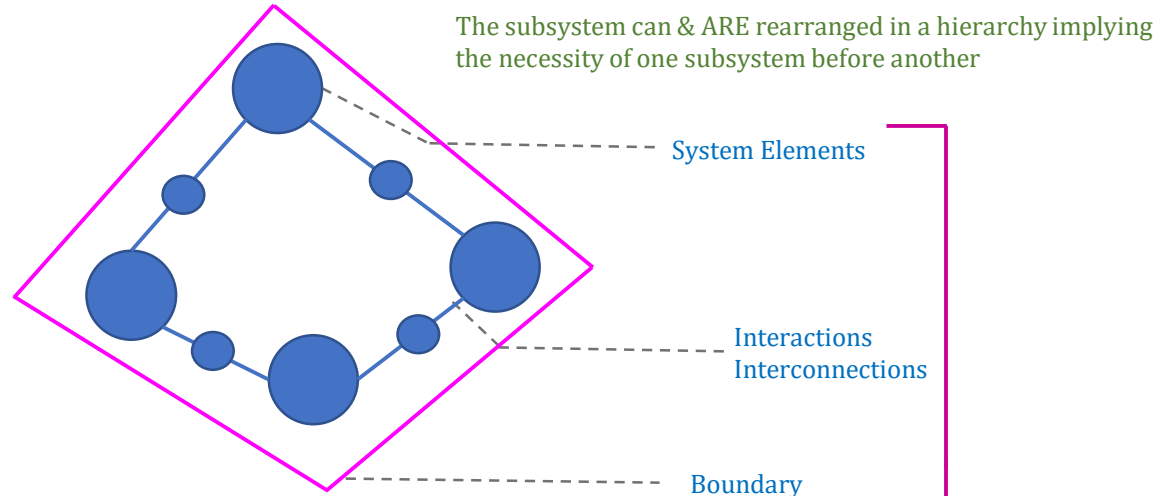 The subsystem can & ARE rearranged in a hierarchy implying
the necessity of one subsystem before another
System Elements
Interactions
Interconnections
Boundary